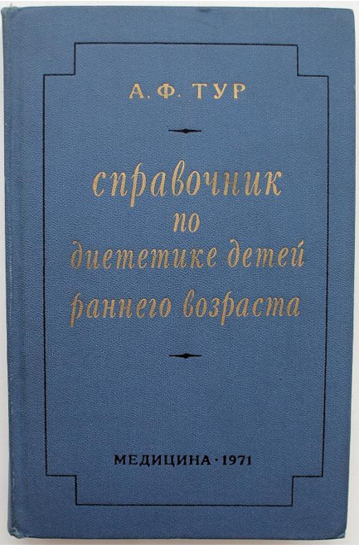 А. Ф. ТУР
справочник
по
диететике детей
раннего возраста
МЕДИЦИНА · 1971